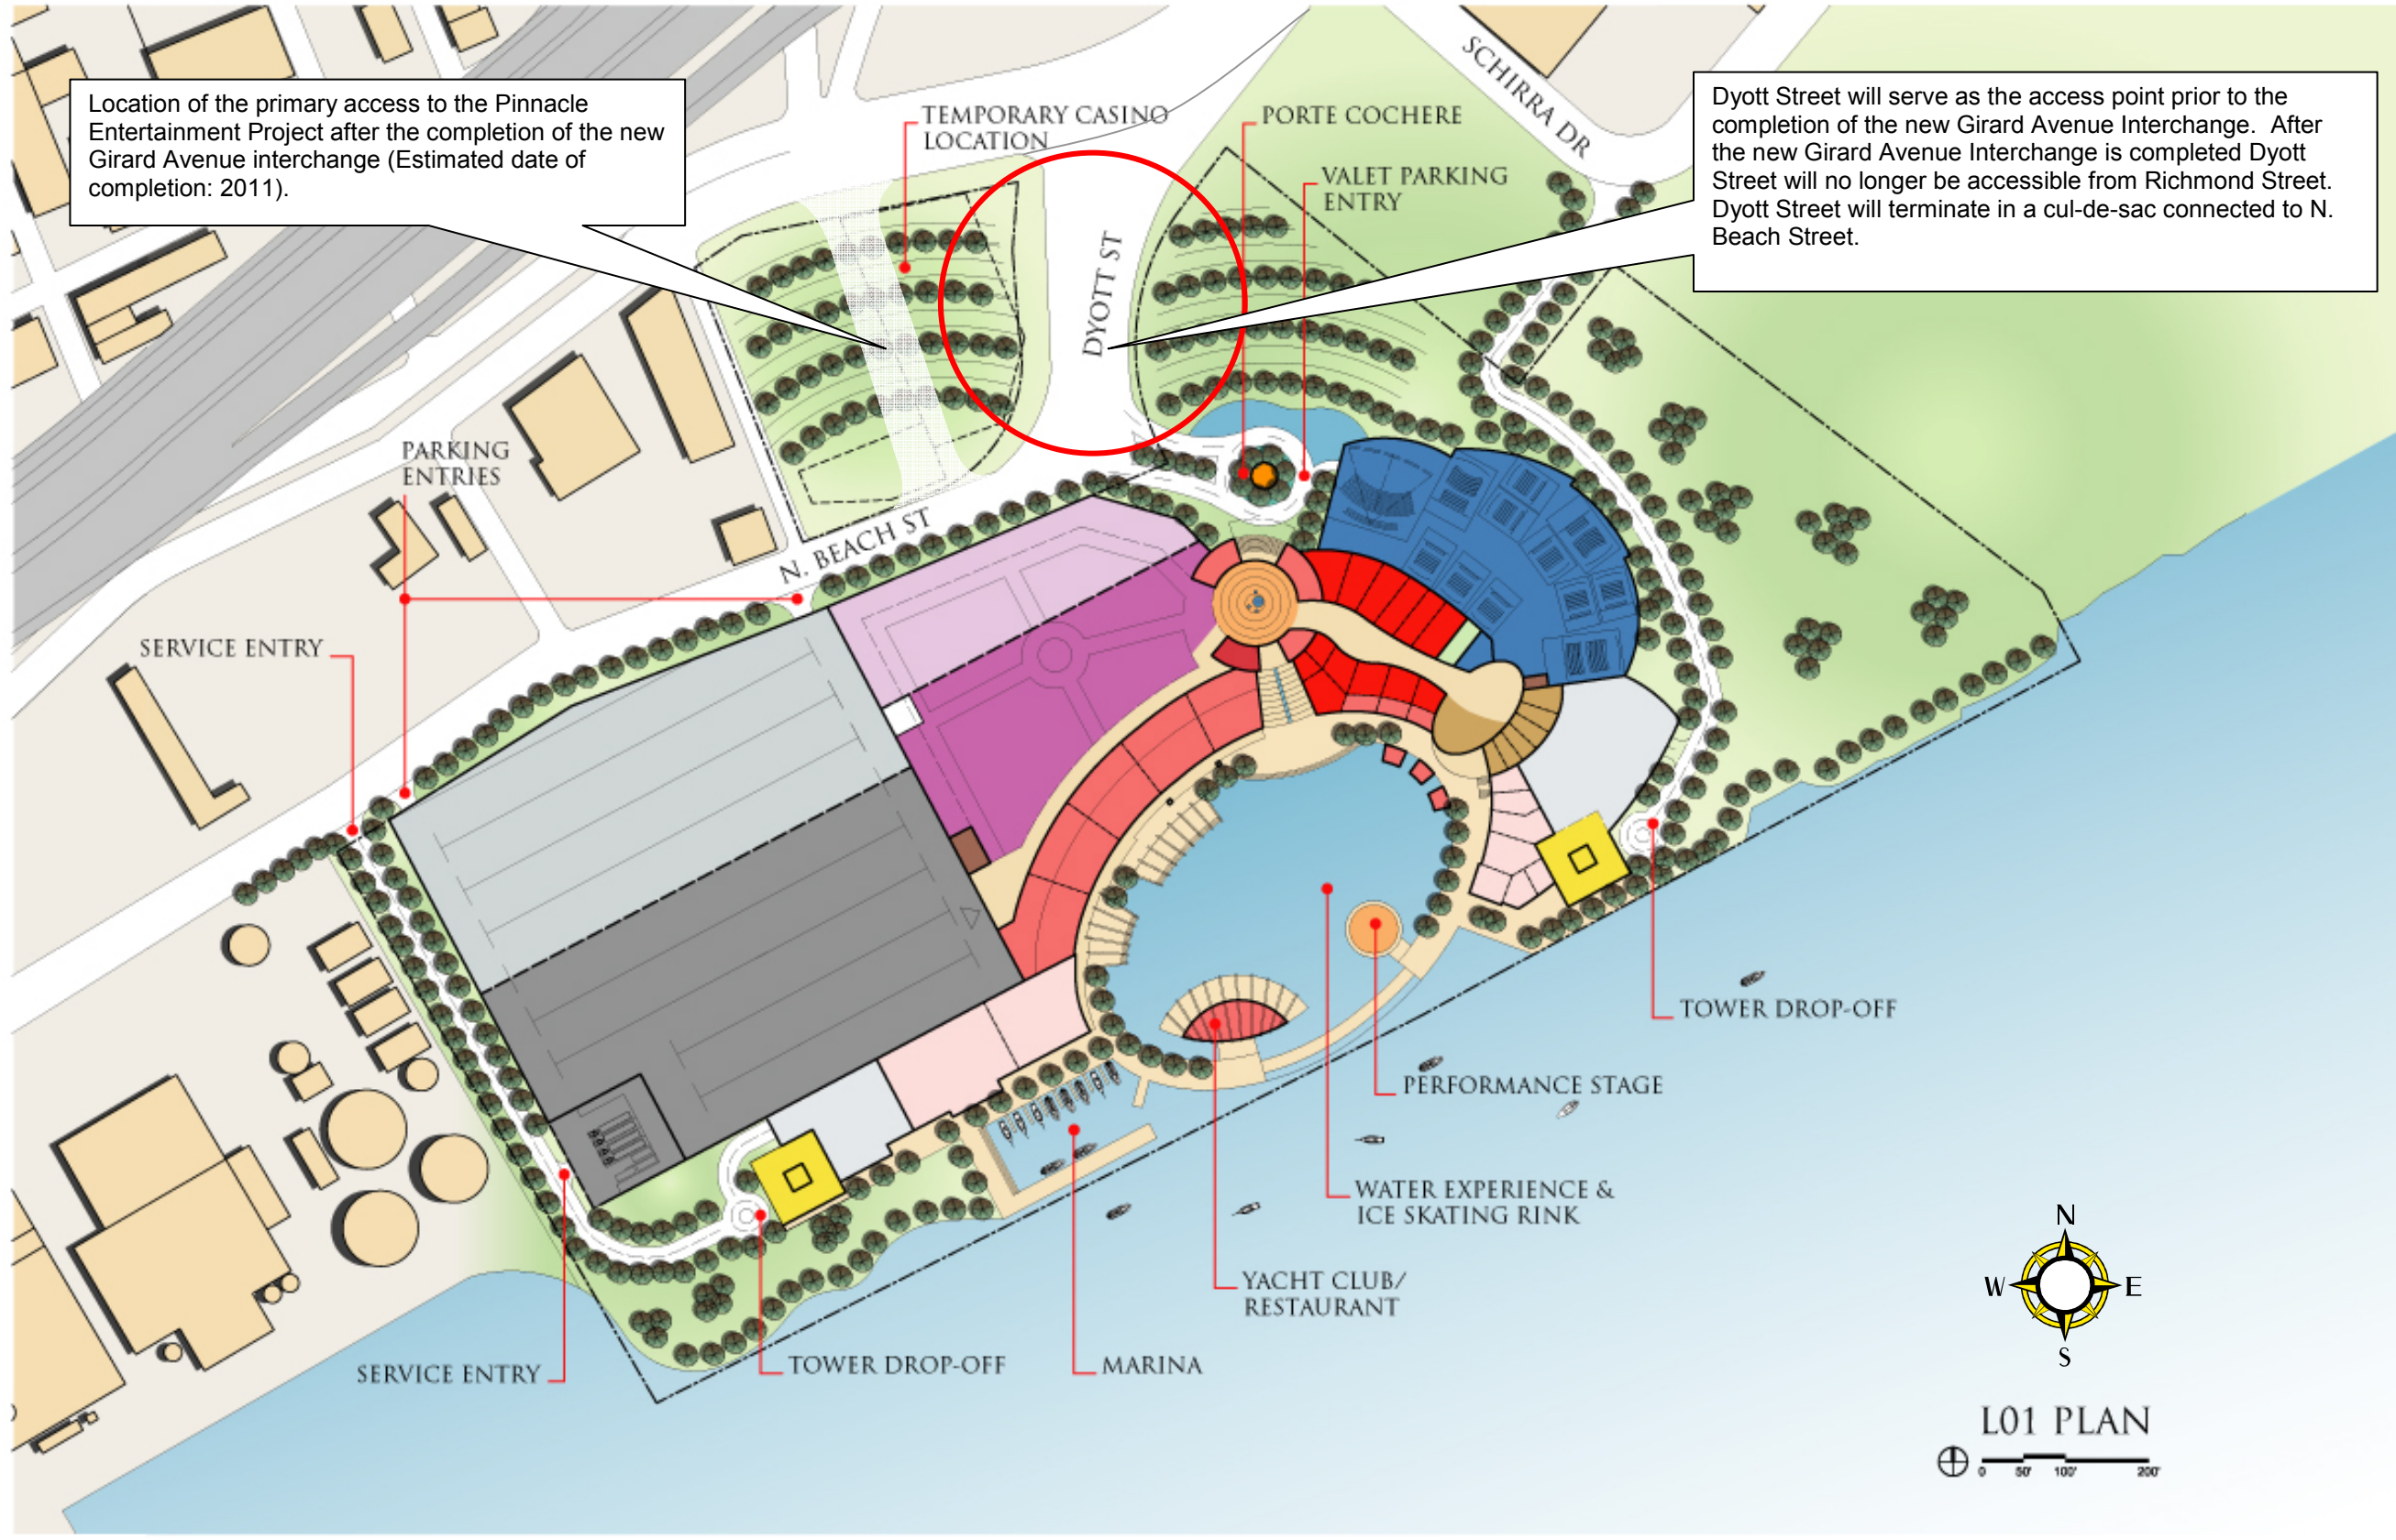 Location of the primary access to the Pinnacle
Entertainment Project after the completion of the new
Girard Avenue interchange (Estimated date of
completion: 2011).
TEMPORARY CASINO
LOCATION
PORTE COCHERE
VALET PARKING
ENTRY
SCHIRRA DR
Dyott Street will serve as the access point prior to the
completion of the new Girard Avenue Interchange. After
the new Girard Avenue Interchange is completed Dyott
Street will no longer be accessible from Richmond Street.
Dyott Street will terminate in a cul-de-sac connected to N.
Beach Street.
DYOTT ST
PARKING
ENTRIES
N. BEACH ST
SERVICE ENTRY
TOWER DROP-OFF
PERFORMANCE STAGE
WATER EXPERIENCE &
ICE SKATING RINK
YACHT CLUB/
RESTAURANT
SERVICE ENTRY
TOWER DROP-OFF
MARINA
N
W
E
S
L01 PLAN
0 50' 100' 200'